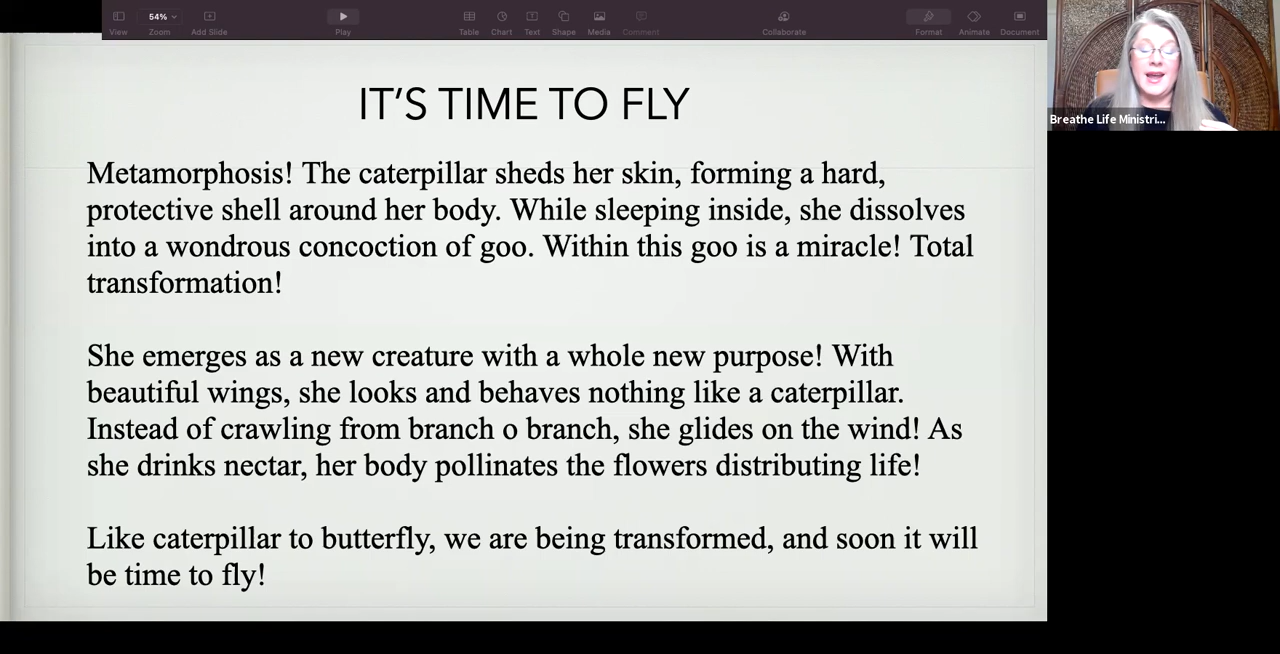 54%
View Zoom Add Slide Play Table Chart Text Shape Media Comment Collaborate Format Animate Document
Breathe Life Ministri...
IT'S TIME TO FLY
Metamorphosis! The caterpillar sheds her skin, forming a hard,
protective shell around her body. While sleeping inside, she dissolves
into a wondrous concoction of goo. Within this goo is a miracle! Total
transformation!
She emerges as a new creature with a whole new purpose! With
beautiful wings, she looks and behaves nothing like a caterpillar.
Instead of crawling from branch o branch, she glides on the wind! As
she drinks nectar, her body pollinates the flowers distributing life!
Like caterpillar to butterfly, we are being transformed, and soon it will
be time to fly!